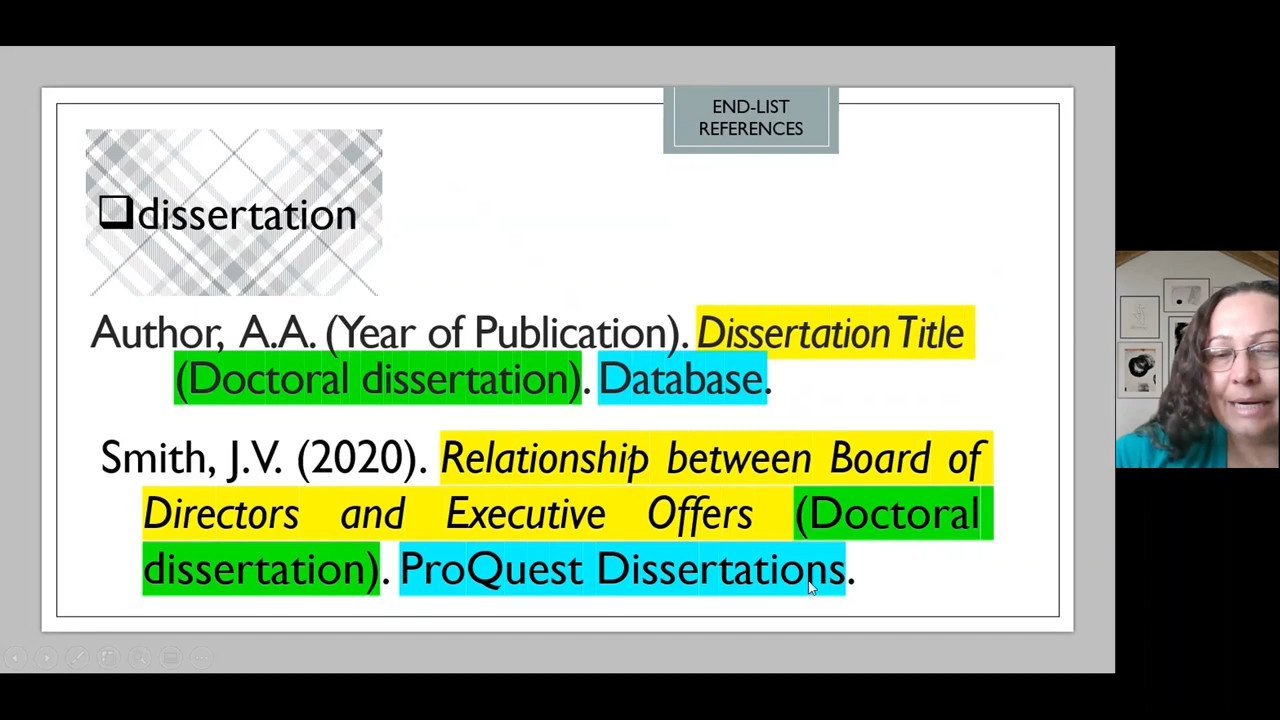 END-LIST
REFERENCES
❑dissertation
Author, A.A. (Year of Publication). Dissertation Title
(Doctoral dissertation). Database.
Smith, J.V. (2020). Relationship between Board of
Directors and Executive Offers (Doctoral
dissertation). ProQuest Dissertations.